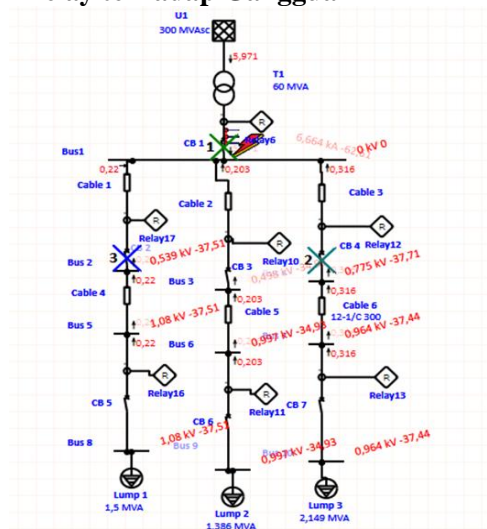 U1
300 MVAsc
5,971
T1
60 MVA
R
CB 1
1
Relay6
6,664 kA -62,61
0 kV 0
Bus1
0,22
0,203
0,316
Cable 1
Cable 2
Cable 3
R
Relay17
R
Relay10
R
Relay12
CB 4
2
3
Bus 2
0,539 kV -37,51
0,775 kV -37,71
CB 3
Bus 3
0,22
0,203
0,316
Cable 4
Cable 5
Cable 6
12-1/C 300
1,08 kV -37,51
0,997 kV -34,93
0,964 kV -37,44
Bus 5
Bus 6
0,22
0,203
0,316
R
Relay16
R
Relay11
R
Relay13
CB 5
CB 6
CB 7
Bus 8
1,08 kV -37,51
Bus 9
0,997 kV -34,93
0,964 kV -37,44
Lump 1
1,5 MVA
Lump 2
1,386 MVA
Lump 3
2,149 MVA